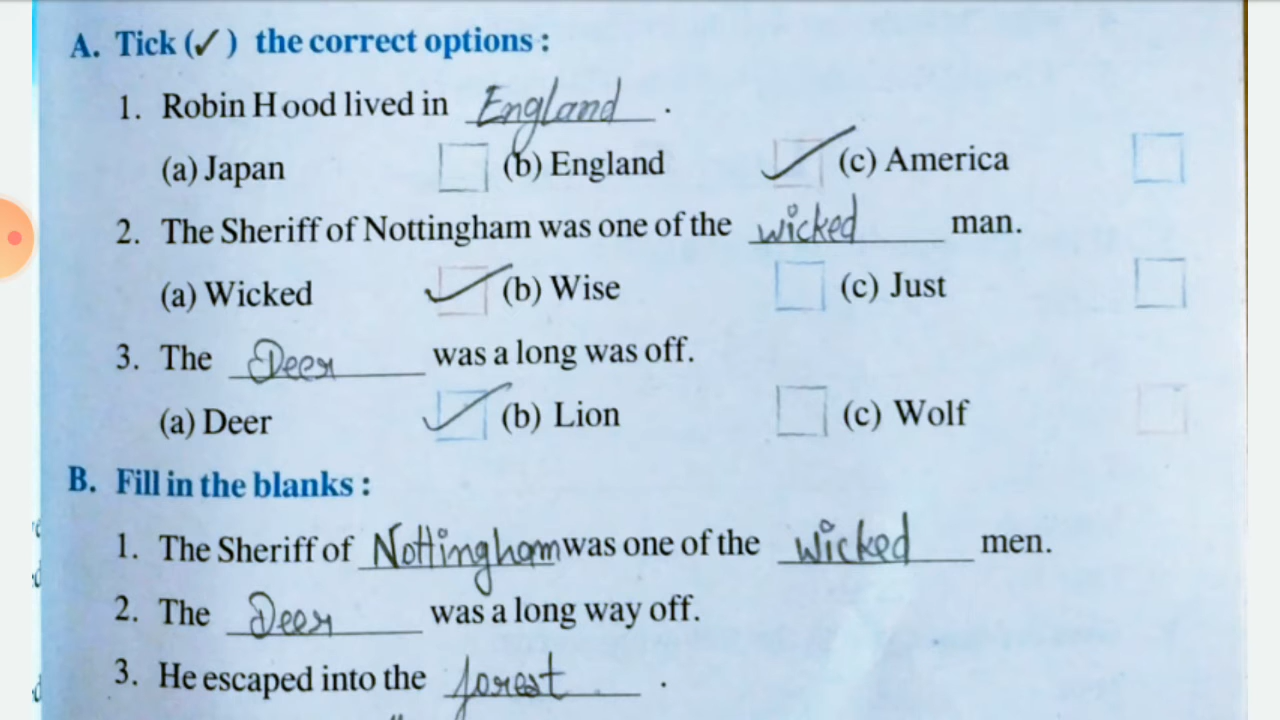 A. Tick (✓) the correct options :
1. Robin Hood lived in England .
(a) Japan (b) England ✓ (c) America
2. The Sheriff of Nottingham was one of the wicked man.
(a) Wicked ✓ (b) Wise (c) Just
3. The Deer was a long was off.
(a) Deer ✓ (b) Lion (c) Wolf
B. Fill in the blanks :
1. The Sheriff of Nottingham was one of the wicked men.
2. The Deer was a long way off.
3. He escaped into the forest .